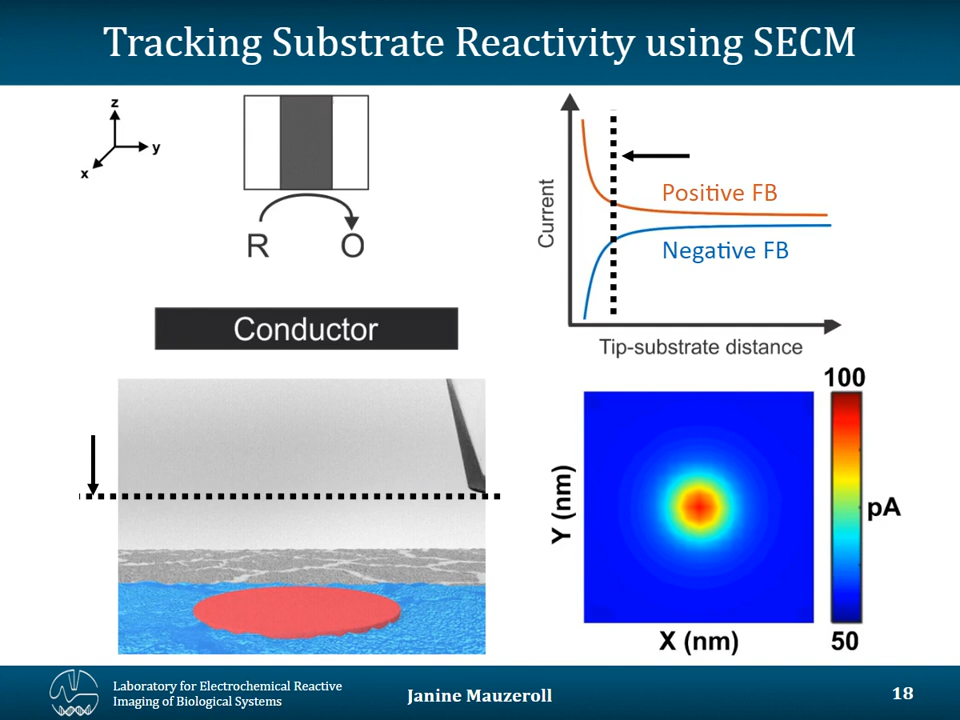 Tracking Substrate Reactivity using SECM
z
y
x
R
O
Conductor
Current
Positive FB
Negative FB
Tip-substrate distance
100
Y (nm)
pA
X (nm)
50
Laboratory for Electrochemical Reactive
Imaging of Biological Systems
Janine Mauzeroll
18